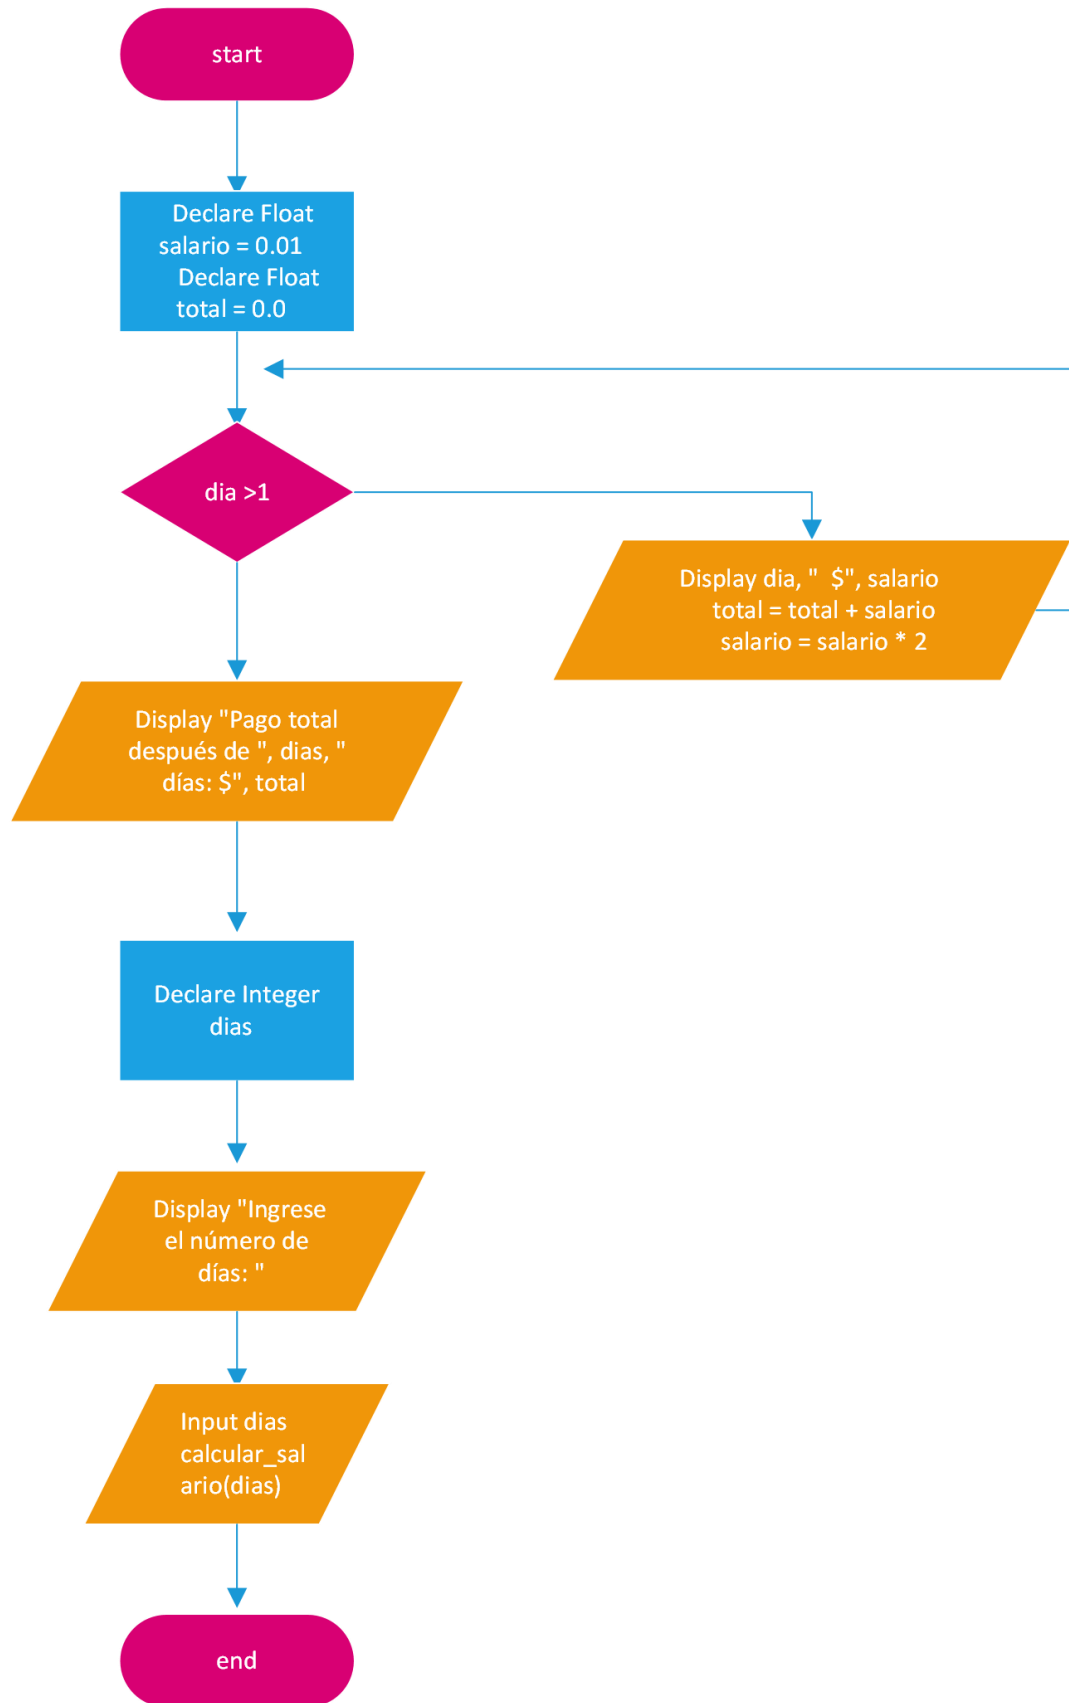 start
Declare Float
salario = 0.01
Declare Float
total = 0.0
dia >1
Display dia, "  $", salario
total = total + salario
salario = salario * 2
Display "Pago total
después de ", dias, "
días: $", total
Declare Integer
dias
Display "Ingrese
el número de
días: "
Input dias
calcular_sal
ario(dias)
end